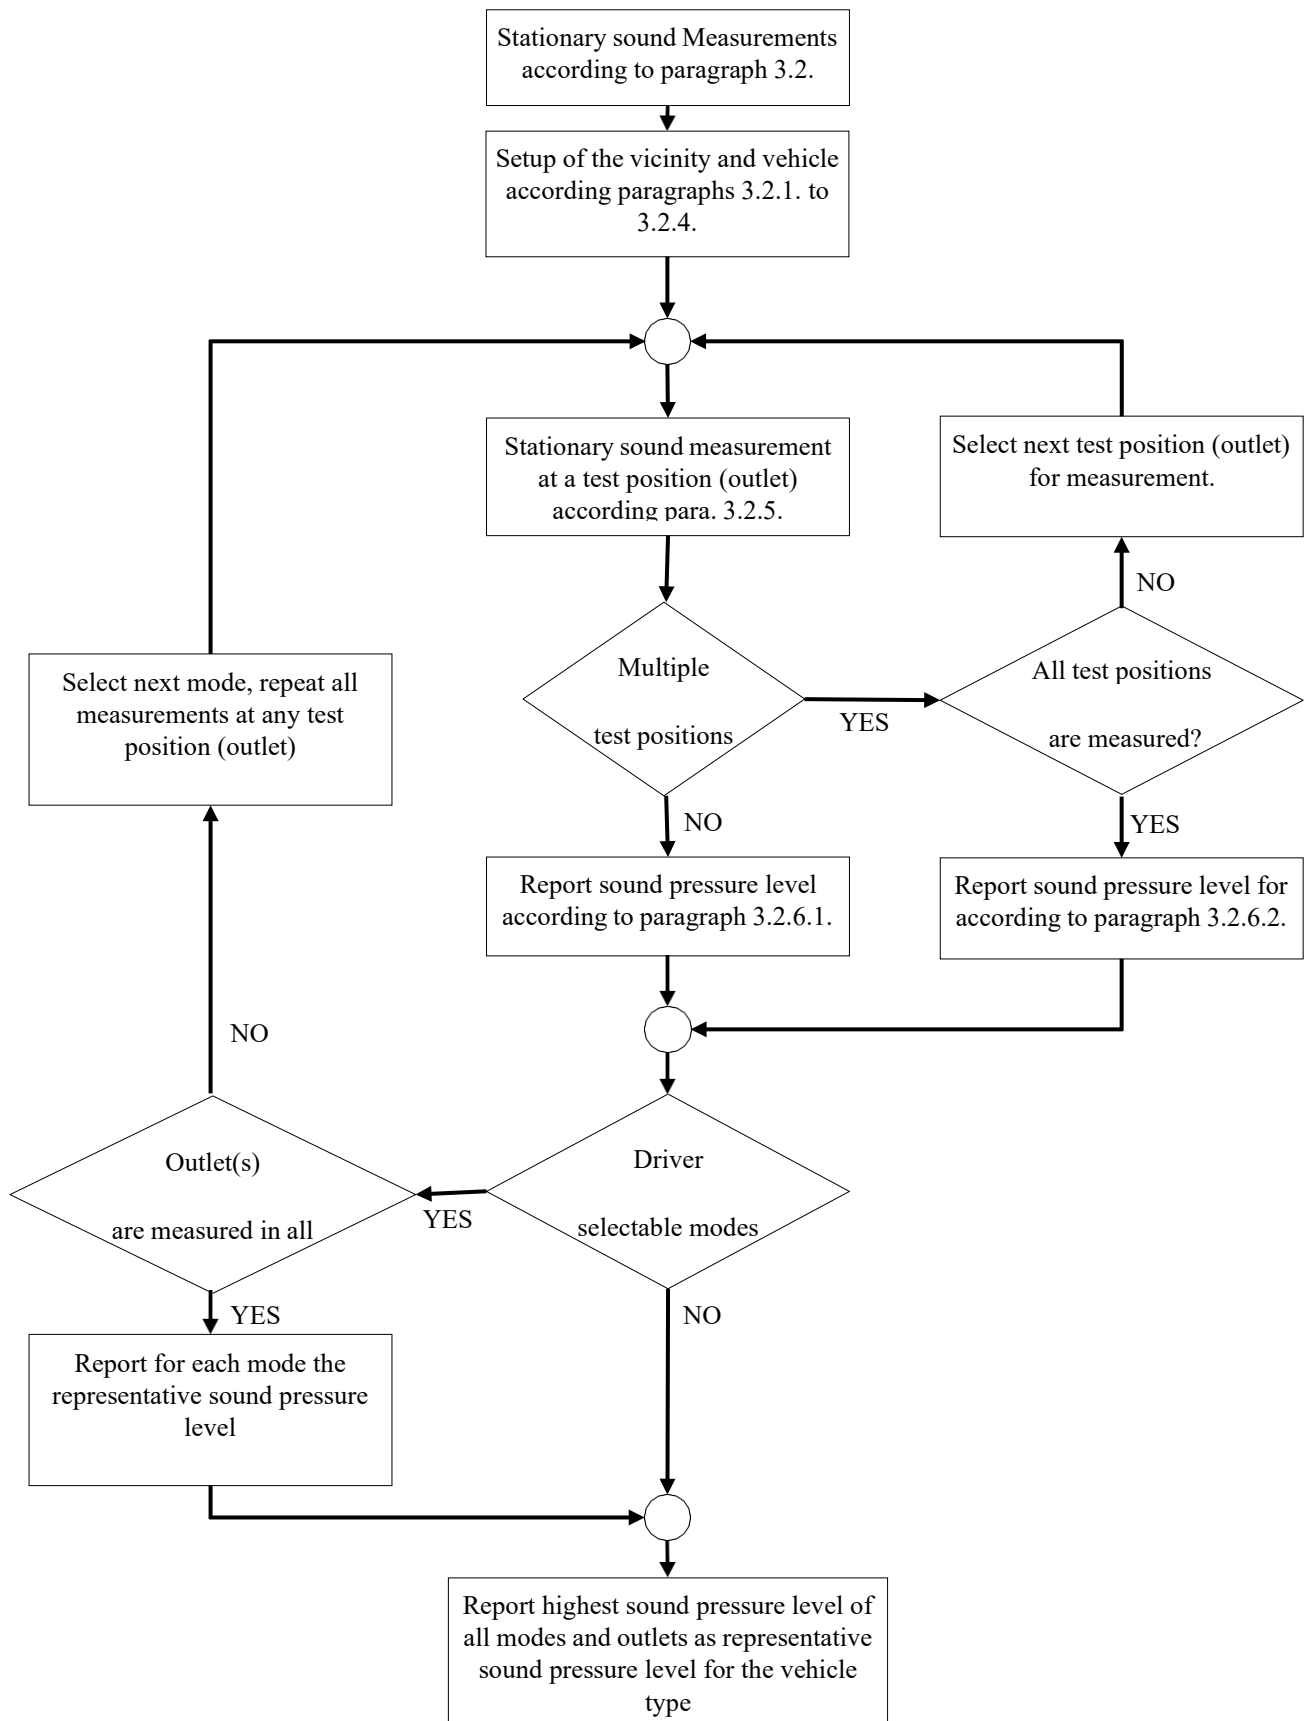 Stationary sound Measurements
according to paragraph 3.2.
Setup of the vicinity and vehicle
according paragraphs 3.2.1. to
3.2.4.
Stationary sound measurement
at a test position (outlet)
according para. 3.2.5.
Select next test position (outlet)
for measurement.
NO
Multiple
test positions
YES
All test positions
are measured?
Select next mode, repeat all
measurements at any test
position (outlet)
NO
YES
Report sound pressure level
according to paragraph 3.2.6.1.
Report sound pressure level for
according to paragraph 3.2.6.2.
NO
Outlet(s)
are measured in all
YES
Driver
selectable modes
YES
NO
Report for each mode the
representative sound pressure
level
Report highest sound pressure level of
all modes and outlets as representative
sound pressure level for the vehicle
type